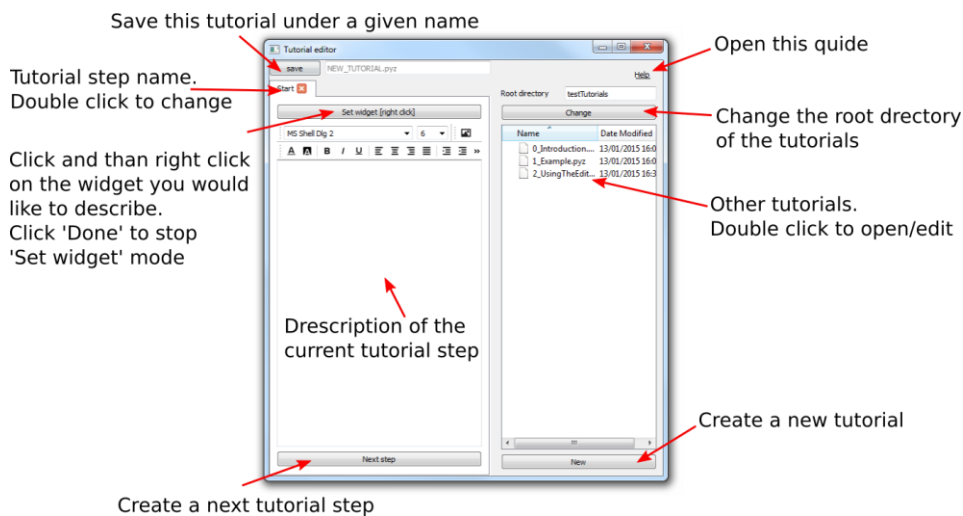 Save this tutorial under a given name
Tutorial editor
save
NEW_TUTORIAL.pyz
Open this quide
Help
Tutorial step name.
Double click to change
Start
Root directory
testTutorials
Set widget [right click]
Change
Change the root drectory
of the tutorials
MS Shell Dlg 2
6
Name
Date Modified
A A B I U
»
0_Introduction....
13/01/2015 16:0
1_Example.pyz
13/01/2015 16:0
2_UsingTheEdit...
13/01/2015 16:3
Click and than right click
on the widget you would
like to describe.
Click 'Done' to stop
'Set widget' mode
Other tutorials.
Double click to open/edit
Drescription of the
current tutorial step
Create a new tutorial
Next step
New
Create a next tutorial step